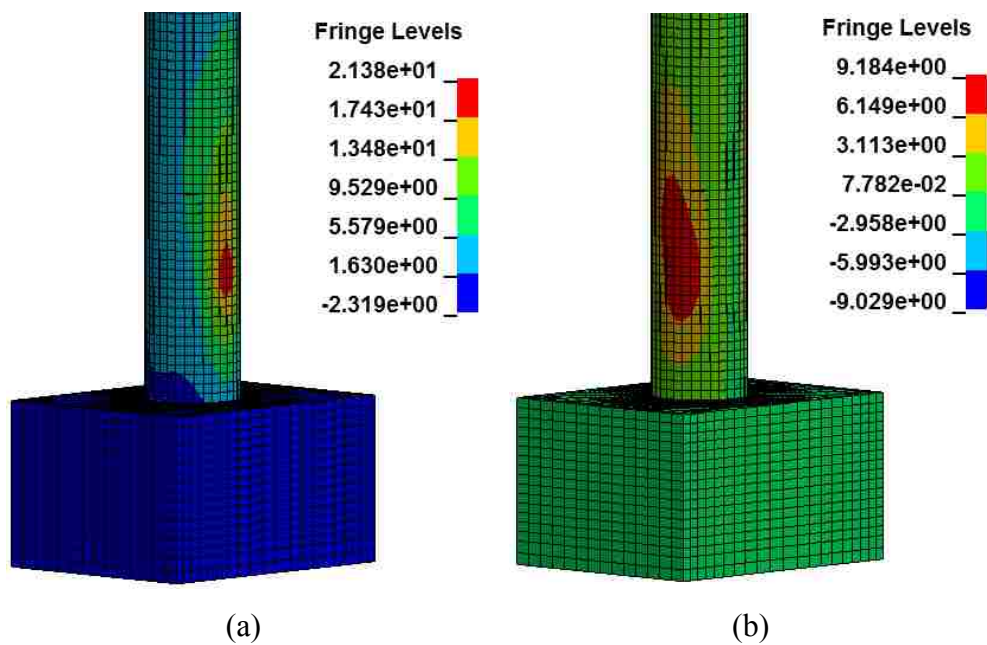 Fringe Levels
2.138e+01
1.743e+01
1.348e+01
9.529e+00
5.579e+00
1.630e+00
-2.319e+00
Fringe Levels
9.184e+00
6.149e+00
3.113e+00
7.782e-02
-2.958e+00
-5.993e+00
-9.029e+00
(a)
(b)